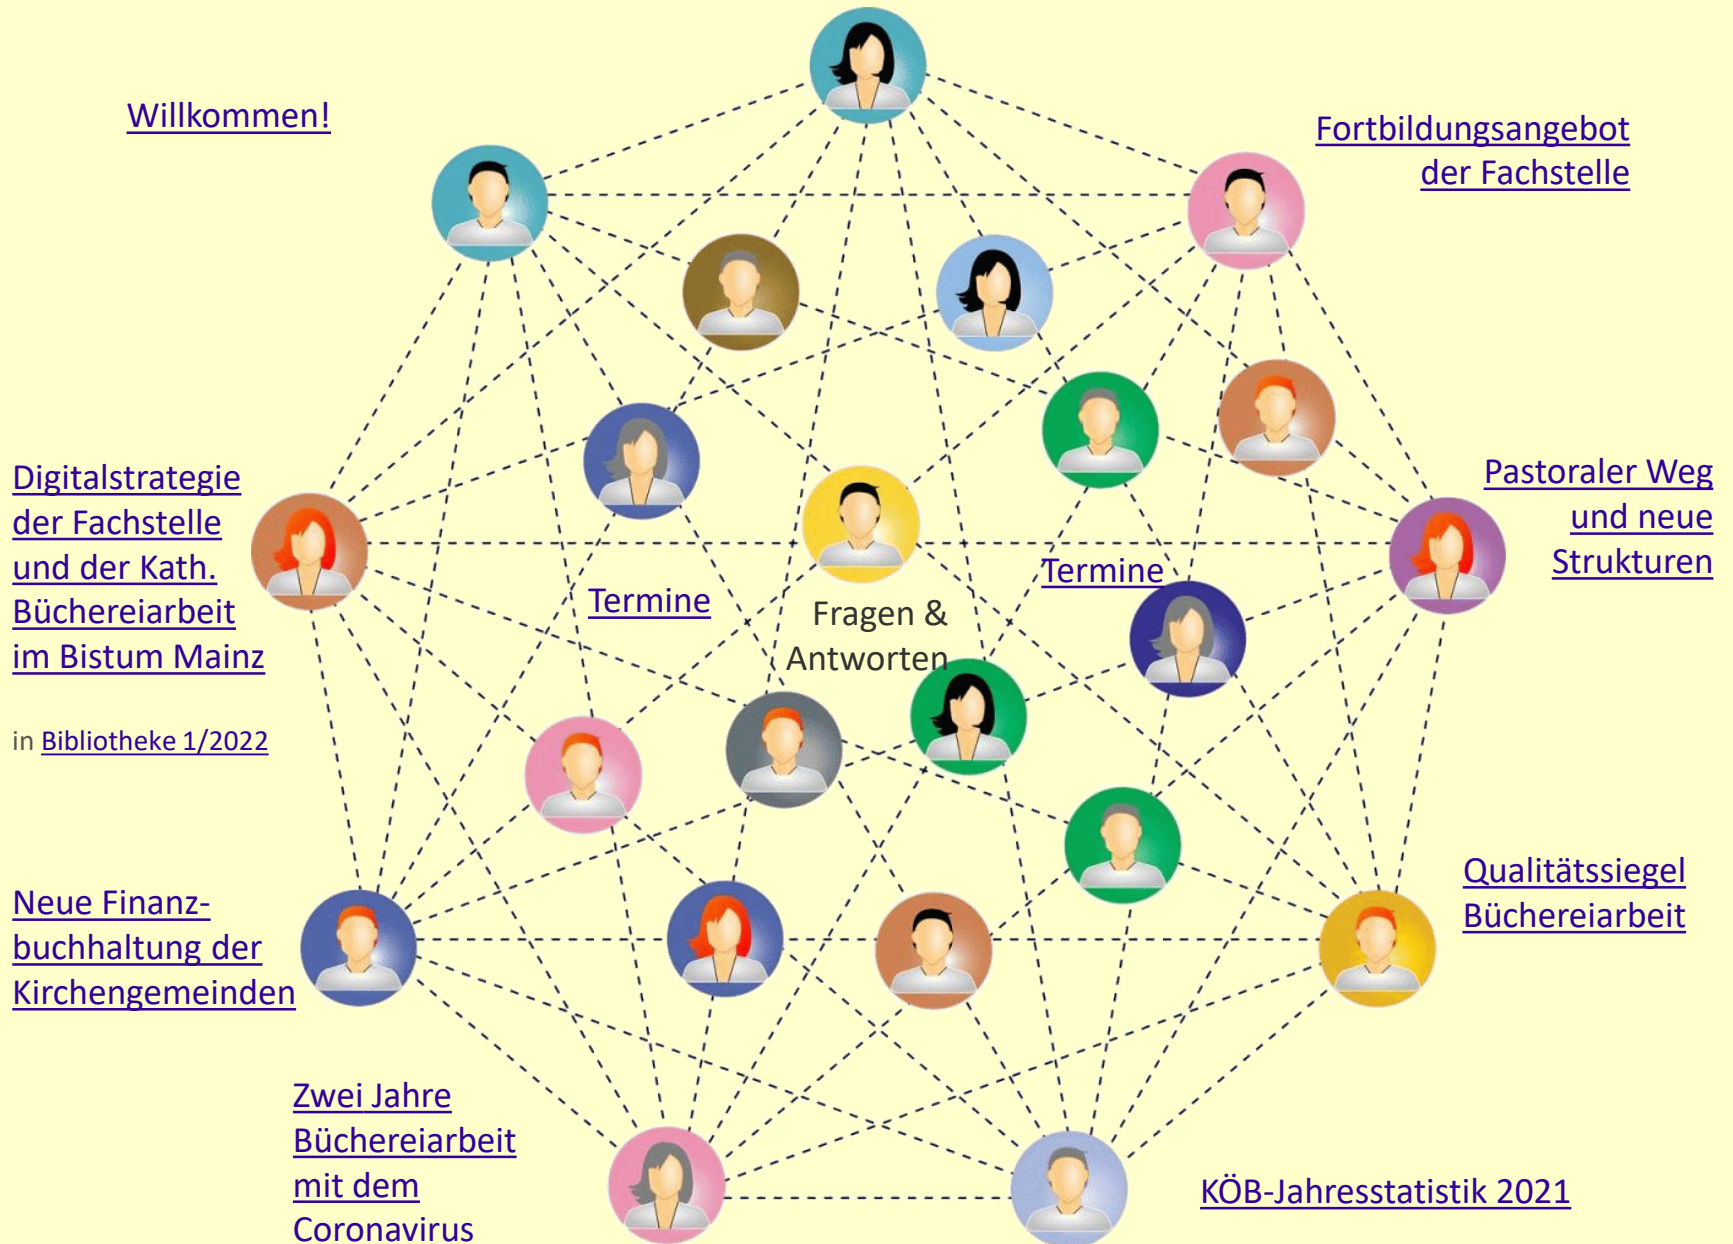 Willkommen!
Fortbildungsangebot
der Fachstelle
Digitalstrategie
der Fachstelle
und der Kath.
Büchereiarbeit
im Bistum Mainz
in Bibliotheke 1/2022
Pastoraler Weg
und neue
Strukturen
Termine
Termine
Fragen &
Antworten
Neue Finanz-
buchhaltung der
Kirchengemeinden
Qualitätssiegel
Büchereiarbeit
Zwei Jahre
Büchereiarbeit
mit dem
Coronavirus
KÖB-Jahresstatistik 2021